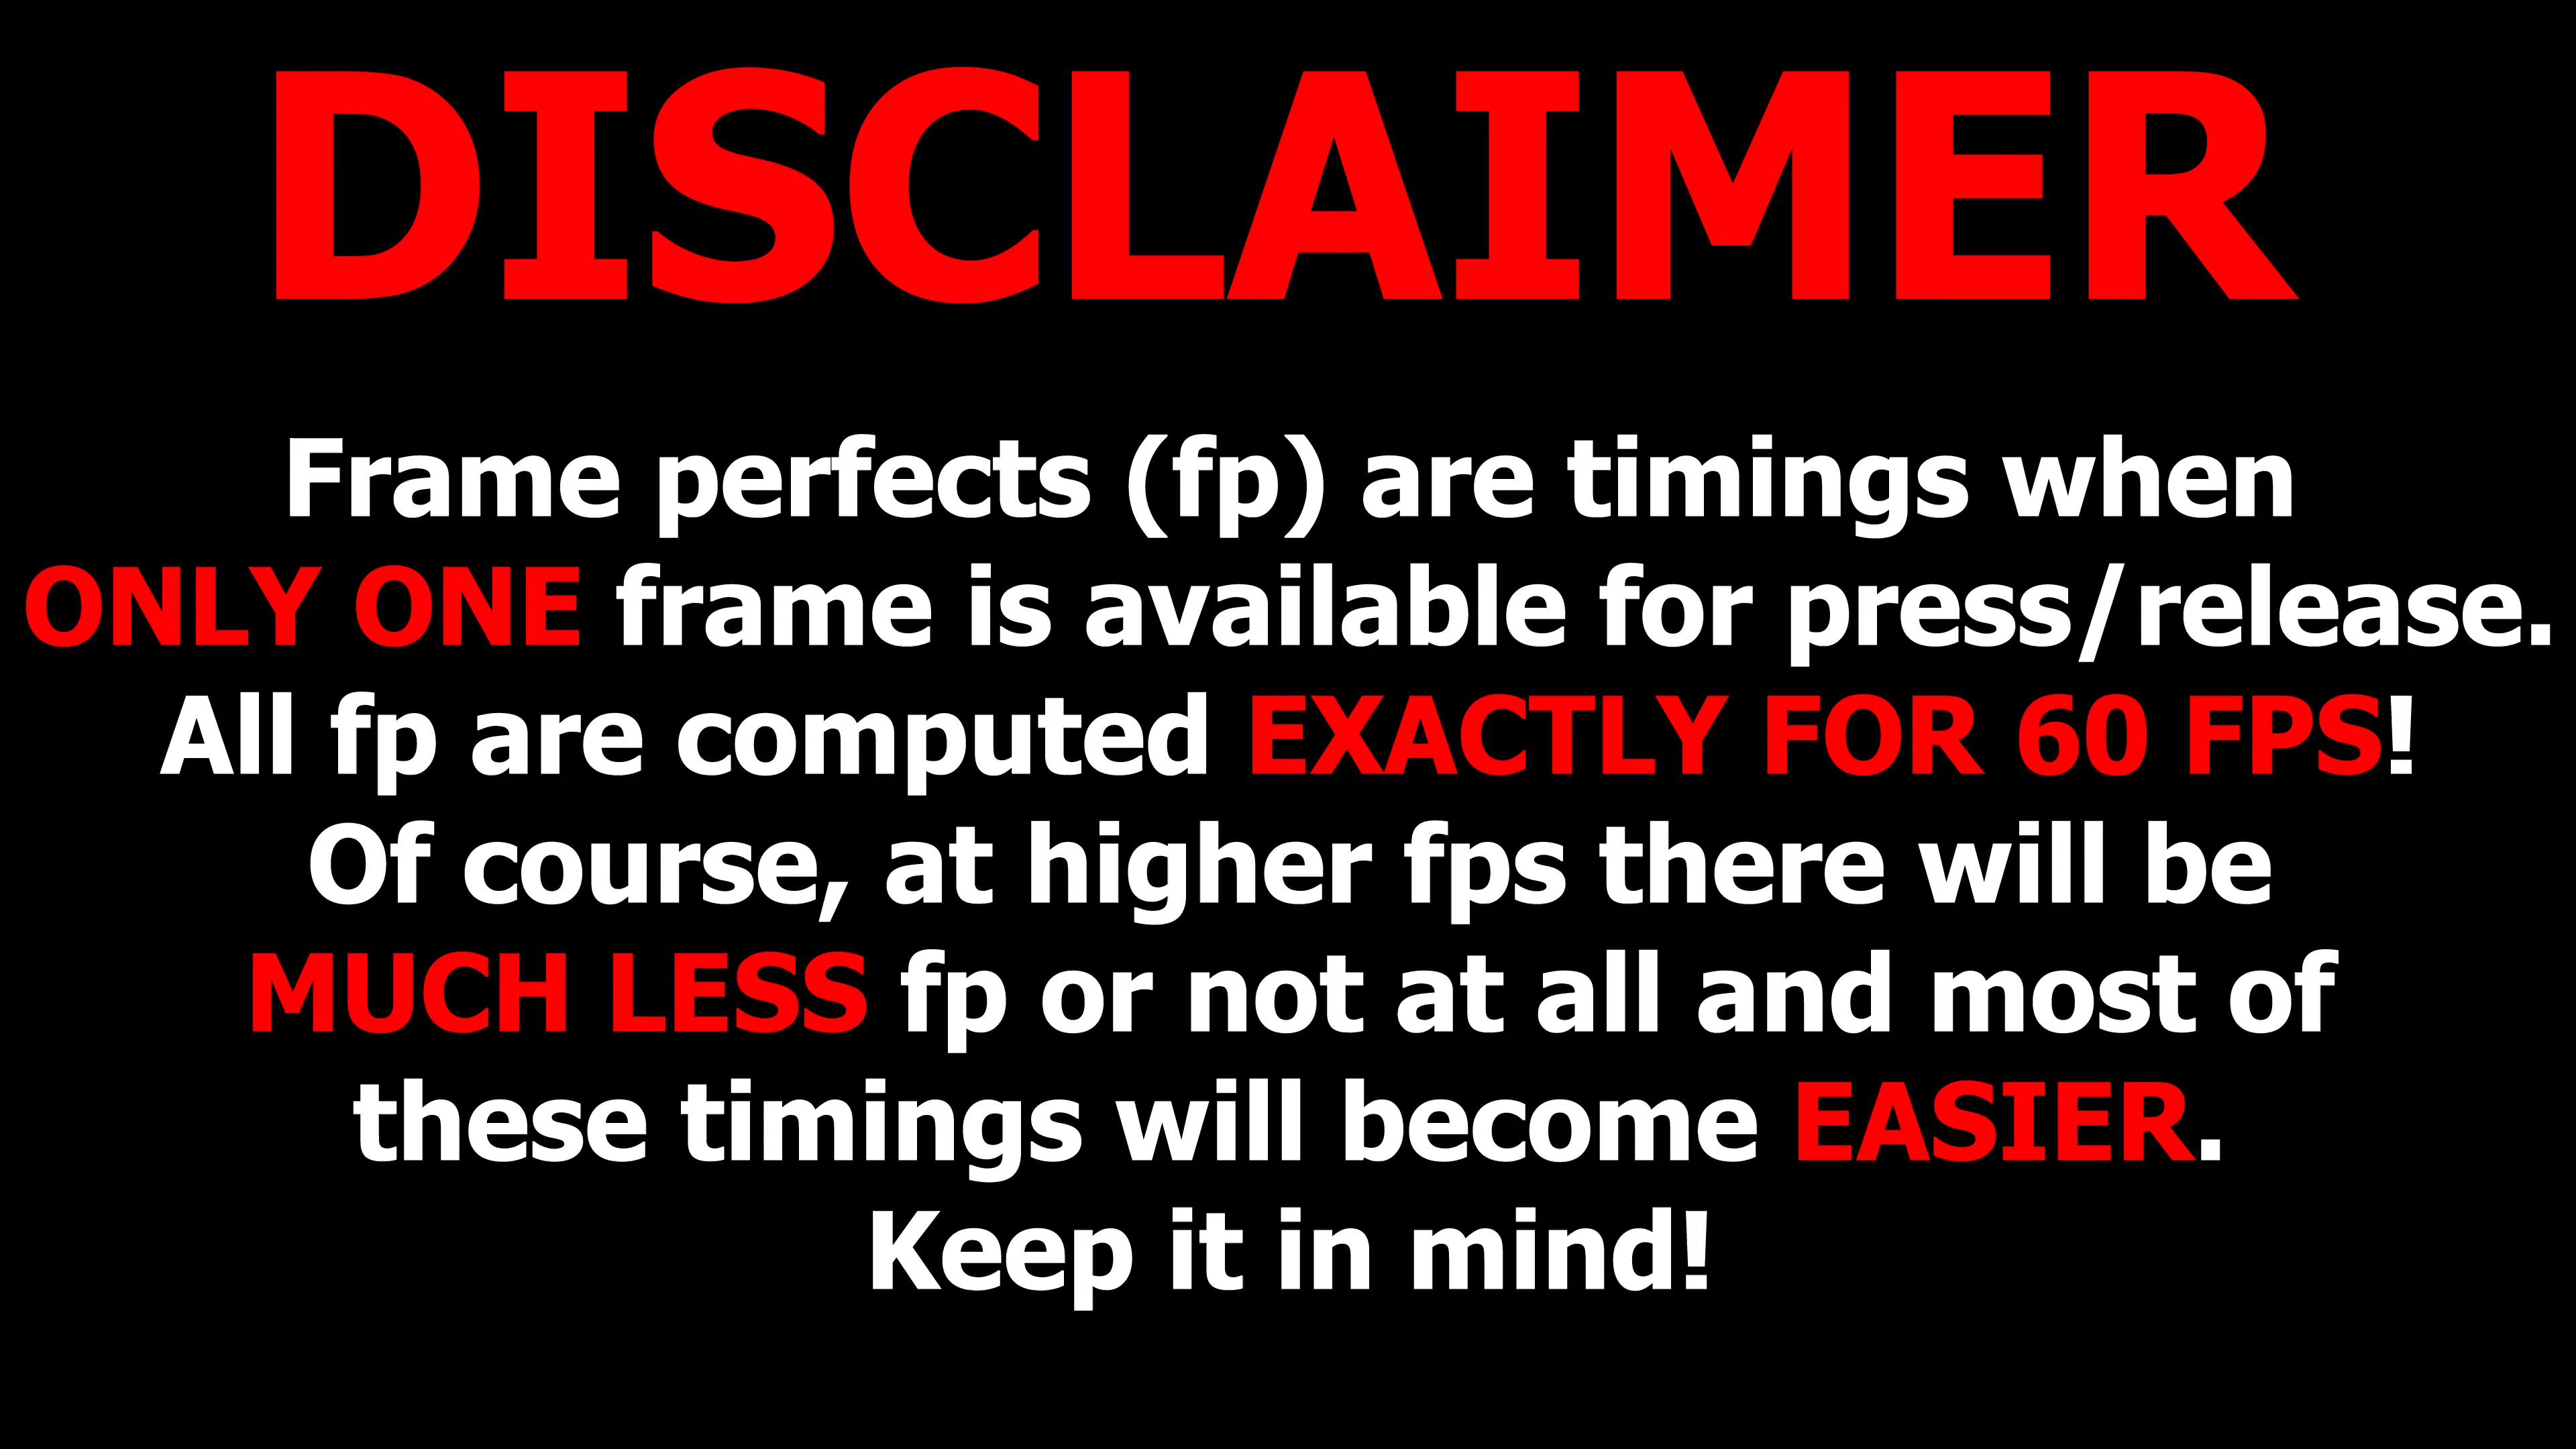 DISCLAIMER
Frame perfects (fp) are timings when
ONLY ONE frame is available for press/release.
All fp are computed EXACTLY FOR 60 FPS!
Of course, at higher fps there will be
MUCH LESS fp or not at all and most of
these timings will become EASIER.
Keep it in mind!